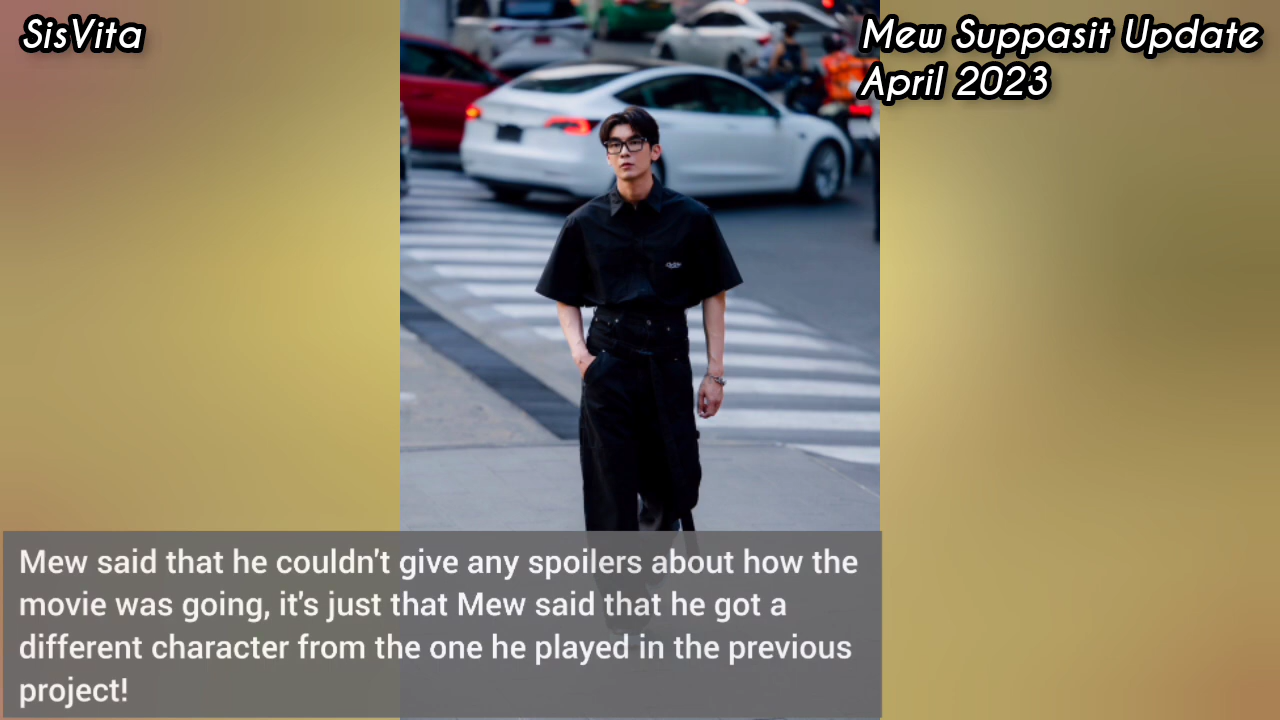 SisVita
Mew Suppasit Update
April 2023
Mew said that he couldn't give any spoilers about how the
movie was going, it's just that Mew said that he got a
different character from the one he played in the previous
project!